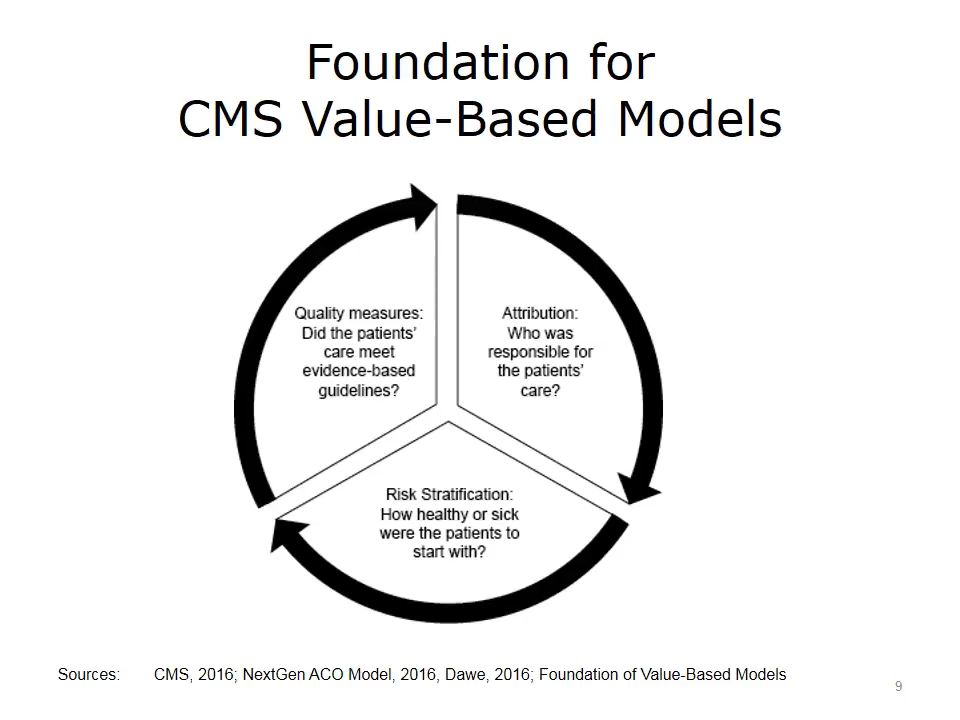 Foundation for
CMS Value-Based Models
Quality measures:
Did the patients'
care meet
evidence-based
guidelines?
Attribution:
Who was
responsible for
the patients'
care?
Risk Stratification:
How healthy or sick
were the patients to
start with?
Sources: CMS, 2016; NextGen ACO Model, 2016, Dawe, 2016; Foundation of Value-Based Models
9